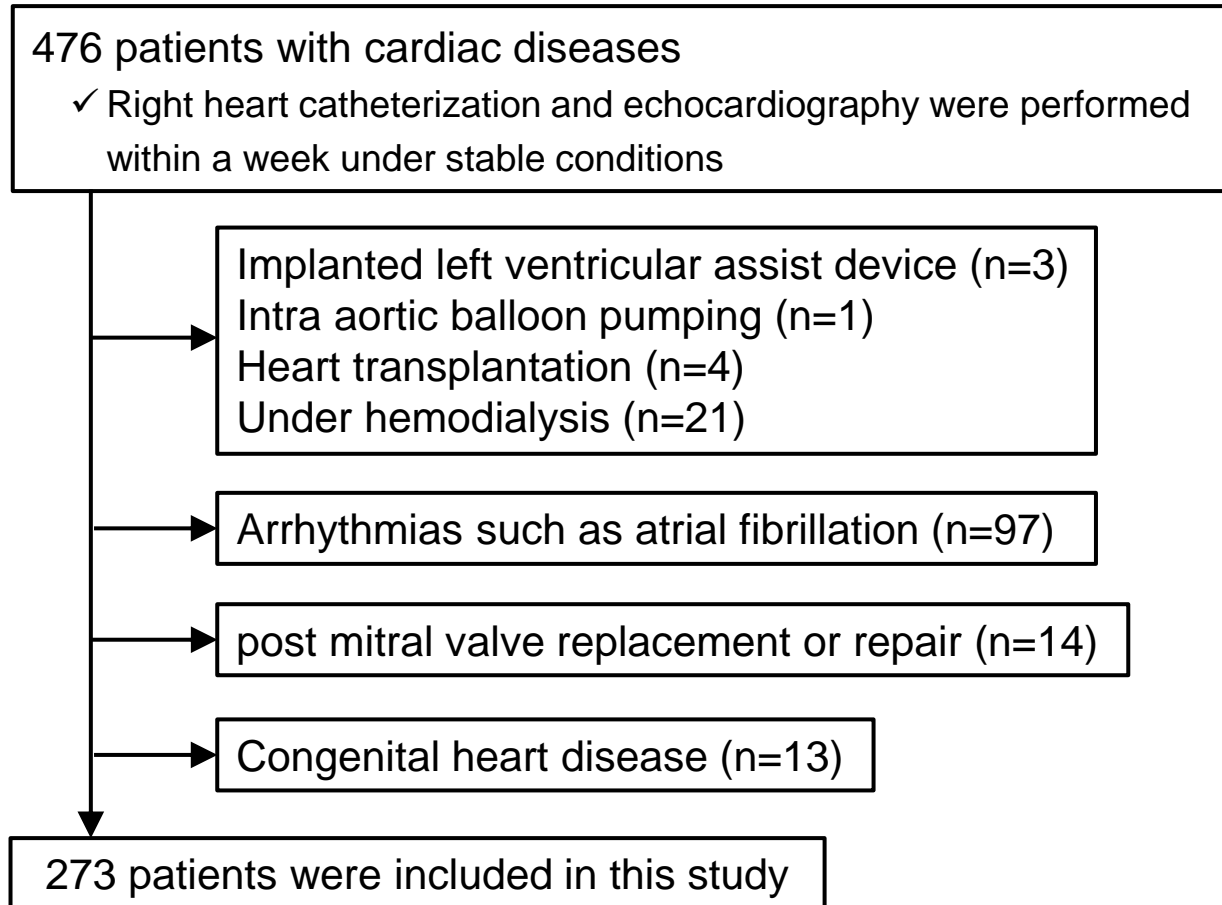 476 patients with cardiac diseases
✓ Right heart catheterization and echocardiography were performed
within a week under stable conditions
Implanted left ventricular assist device (n=3)
Intra aortic balloon pumping (n=1)
Heart transplantation (n=4)
Under hemodialysis (n=21)
Arrhythmias such as atrial fibrillation (n=97)
post mitral valve replacement or repair (n=14)
Congenital heart disease (n=13)
273 patients were included in this study